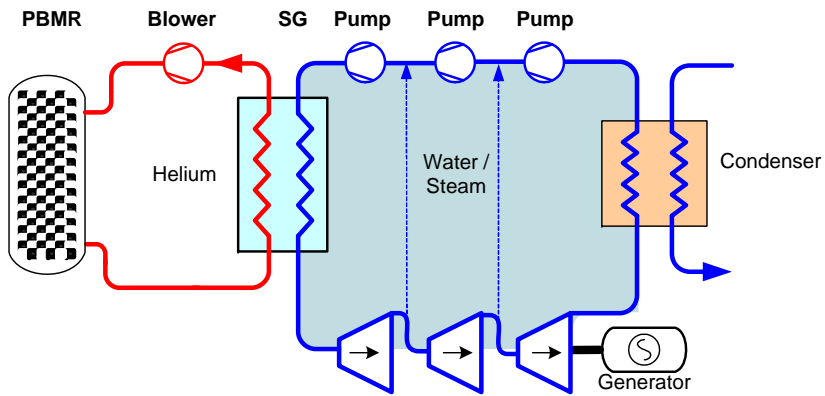 PBMR
Blower
SG
Pump
Pump
Pump
Helium
Water /
Steam
Condenser
Generator